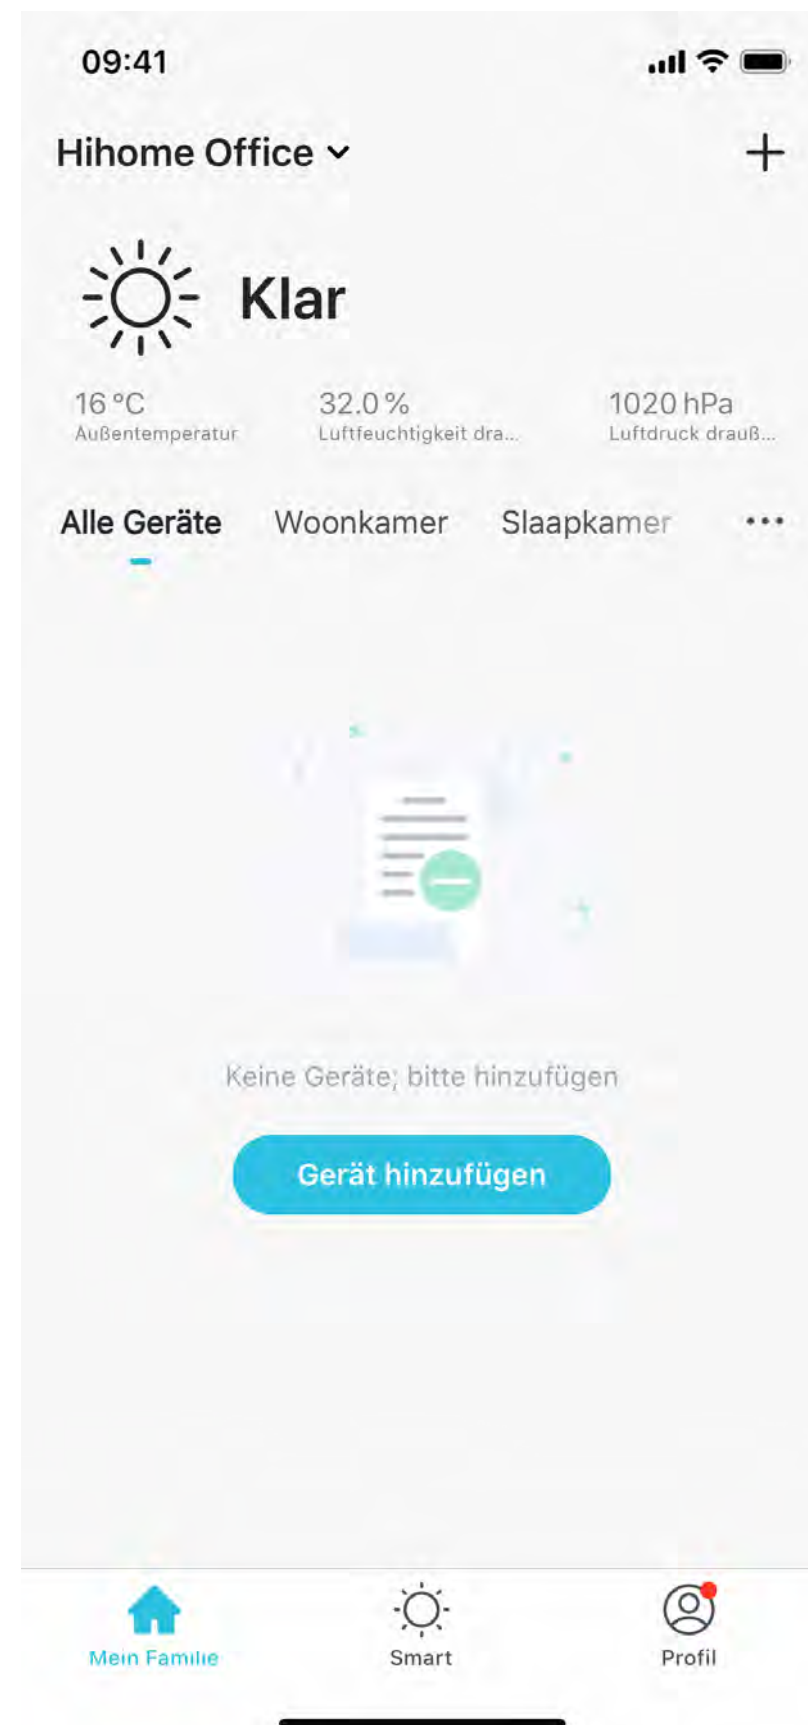 09:41
Hihome Office
Klar
16 °C 32.0 % 1020 hPa
Außentemperatur Luftfeuchtigkeit dra... Luftdruck drauß...
Alle Geräte Woonkamer Slaapkamer
Keine Geräte; bitte hinzufügen
Gerät hinzufügen
Mein Familie Smart Profil